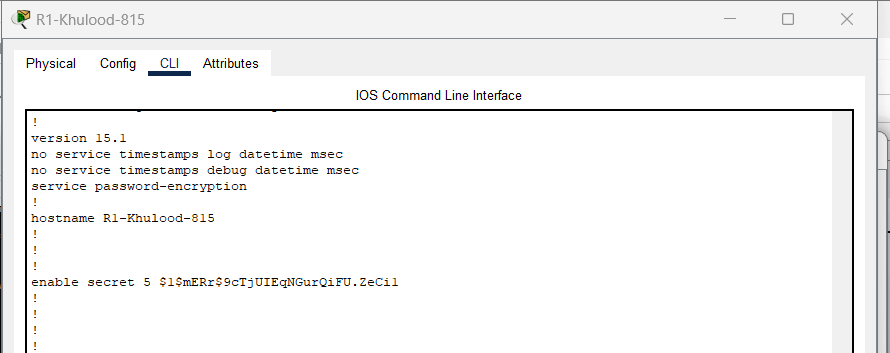 R1-Khulood-815
Physical Config CLI Attributes
IOS Command Line Interface
!
version 15.1
no service timestamps log datetime msec
no service timestamps debug datetime msec
service password-encryption
!
hostname R1-Khulood-815
!
!
!
enable secret 5 $1$mERr$9cTjUIEqNGurQiFU.ZeCi1
!
!
!
!